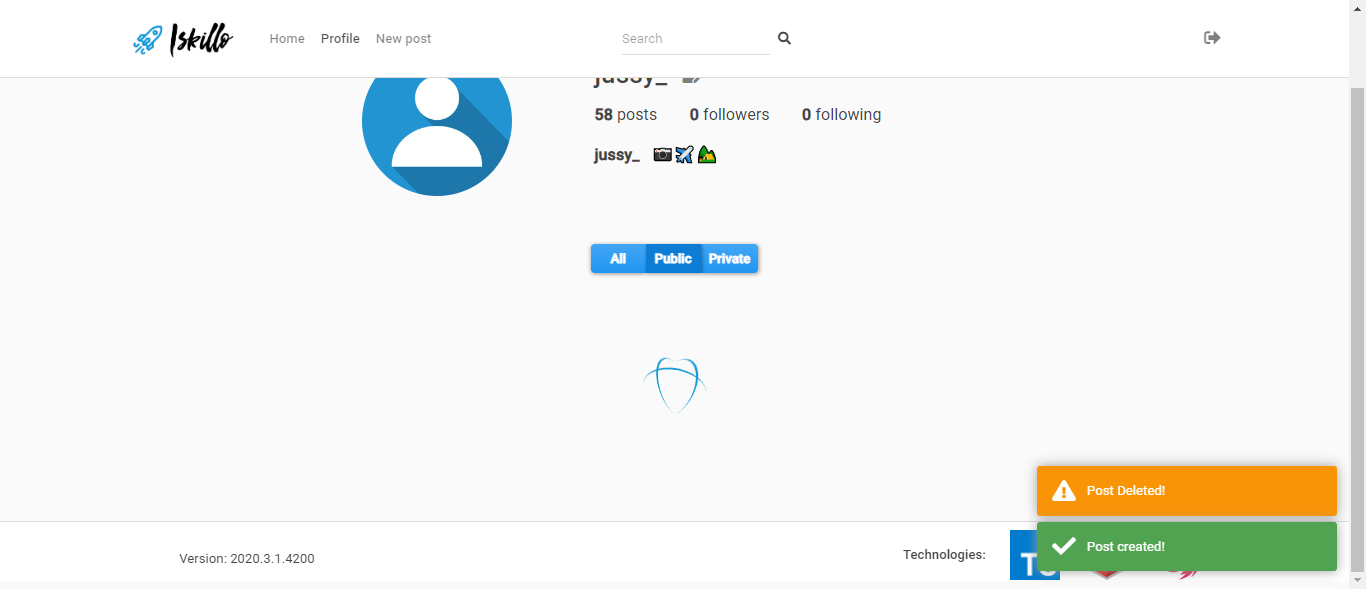 Iskillo
Home Profile New post
Search
jussy_
58 posts 0 followers 0 following
jussy_
All Public Private
Post Deleted!
Post created!
Version: 2020.3.1.4200
Technologies: